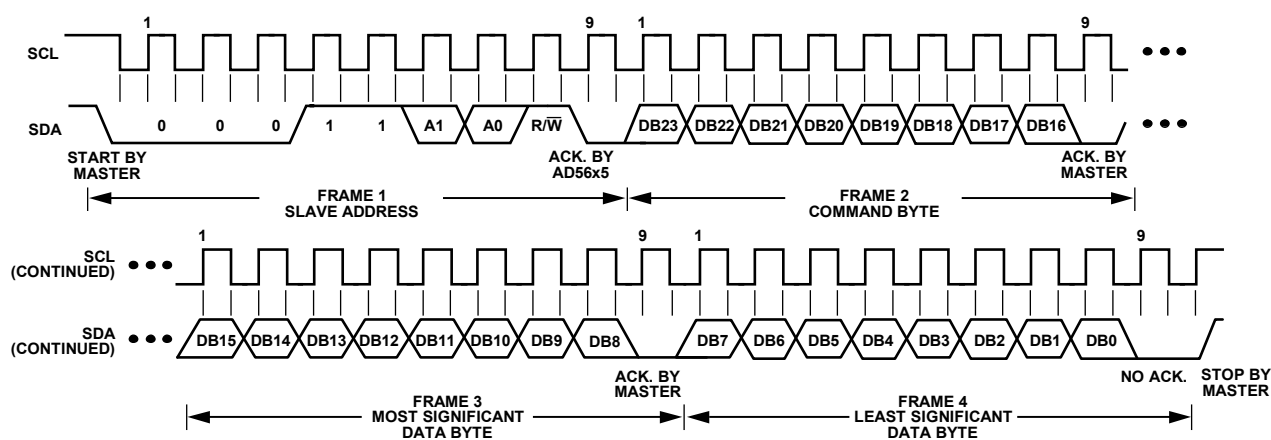 1 9 1 9
SCL
SDA 0 0 0 1 1 A1 A0 R/W̅ DB23 DB22 DB21 DB20 DB19 DB18 DB17 DB16
START BY
MASTER
ACK. BY
AD56x5
ACK. BY
MASTER
FRAME 1
SLAVE ADDRESS
FRAME 2
COMMAND BYTE
1 9 1 9
SCL
(CONTINUED)
SDA
(CONTINUED)
DB15 DB14 DB13 DB12 DB11 DB10 DB9 DB8 DB7 DB6 DB5 DB4 DB3 DB2 DB1 DB0
ACK. BY
MASTER
NO ACK.
STOP BY
MASTER
FRAME 3
MOST SIGNIFICANT
DATA BYTE
FRAME 4
LEAST SIGNIFICANT
DATA BYTE